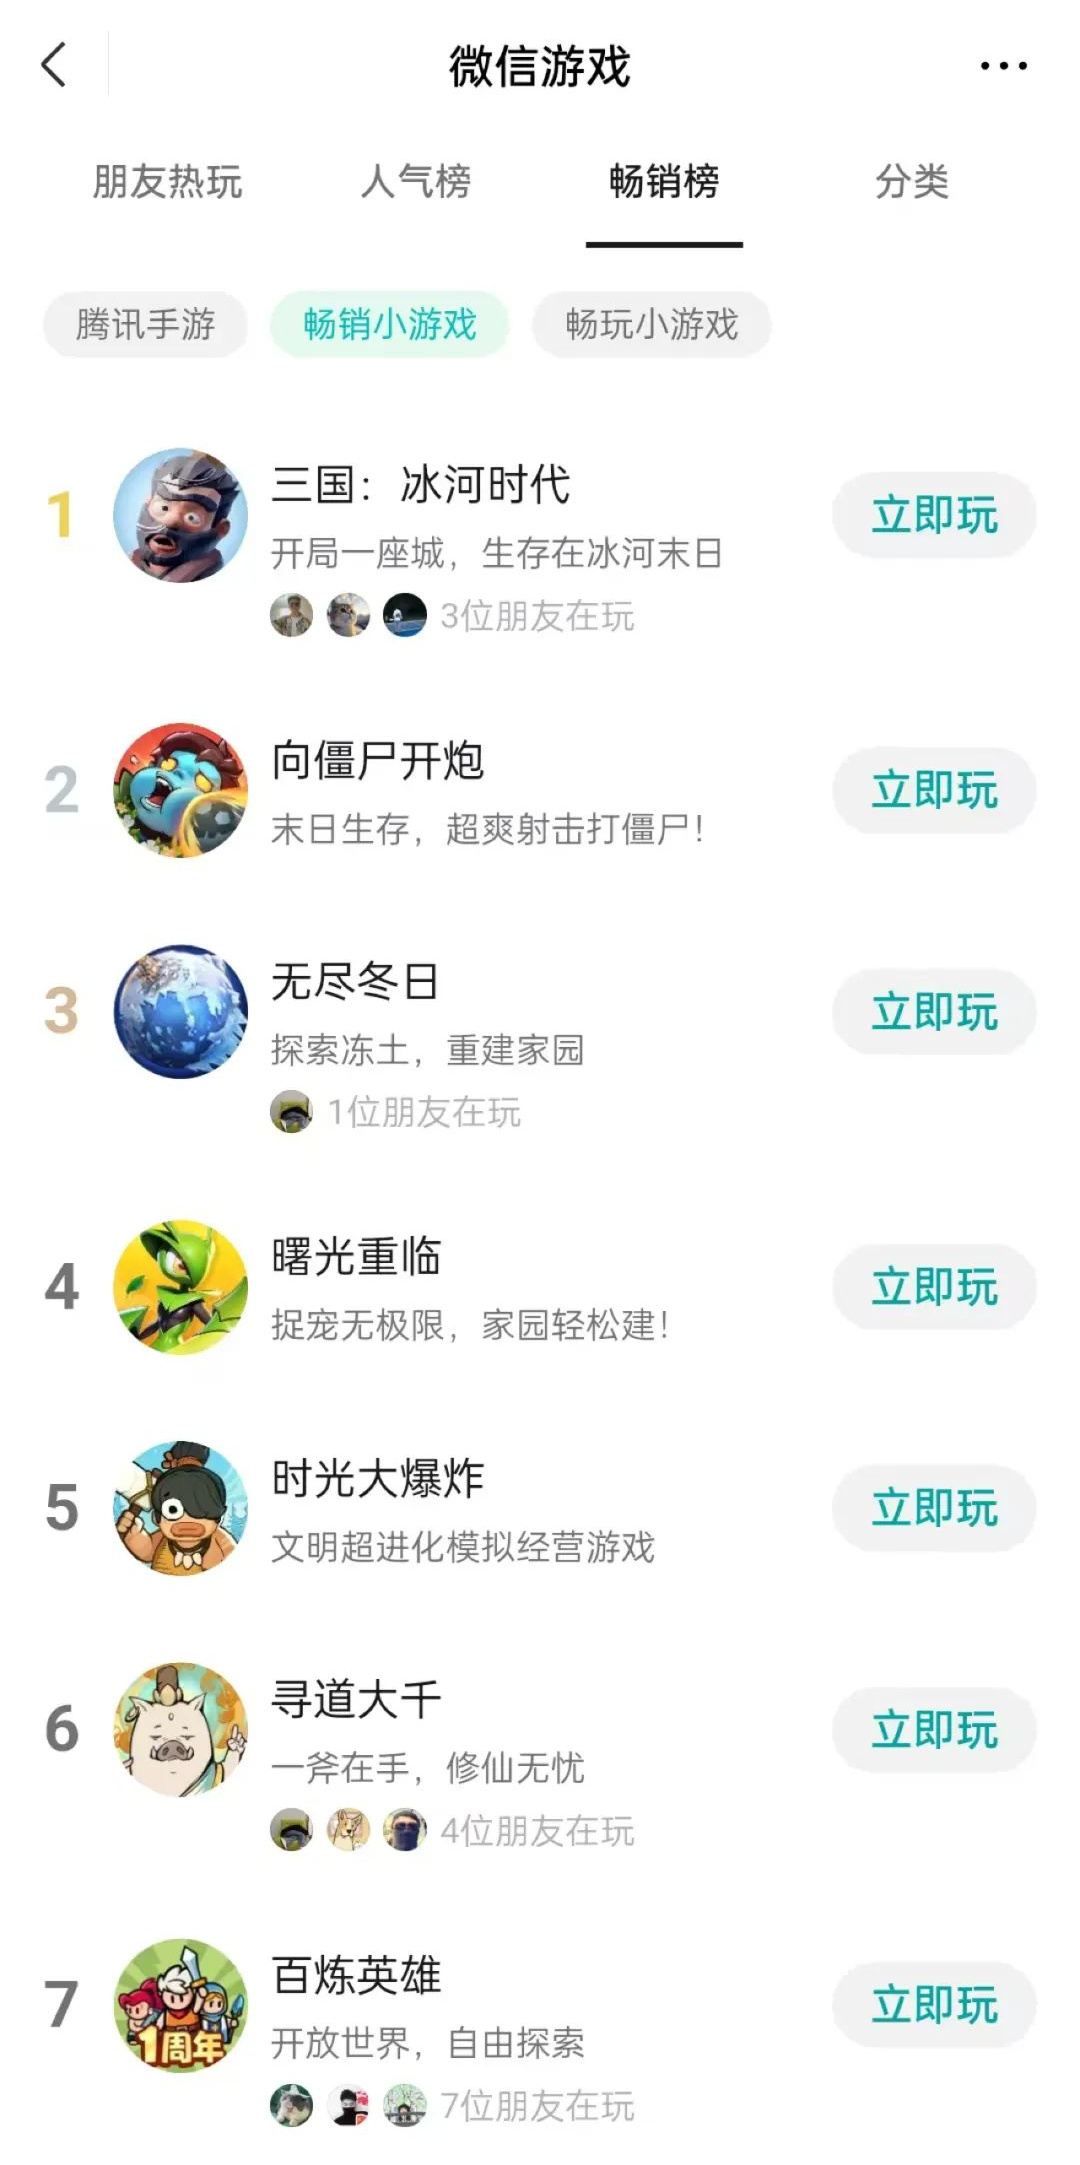 微信游戏
朋友热玩 人气榜 畅销榜 分类
腾讯手游 畅销小游戏 畅玩小游戏
1
三国：冰河时代
开局一座城，生存在冰河末日
3位朋友在玩
立即玩
2
向僵尸开炮
末日生存，超爽射击打僵尸！
立即玩
3
无尽冬日
探索冻土，重建家园
1位朋友在玩
立即玩
4
曙光重临
捉宠无极限，家园轻松建！
立即玩
5
时光大爆炸
文明超进化模拟经营游戏
立即玩
6
寻道大千
一斧在手，修仙无忧
4位朋友在玩
立即玩
7
1周年
百炼英雄
开放世界，自由探索
7位朋友在玩
立即玩